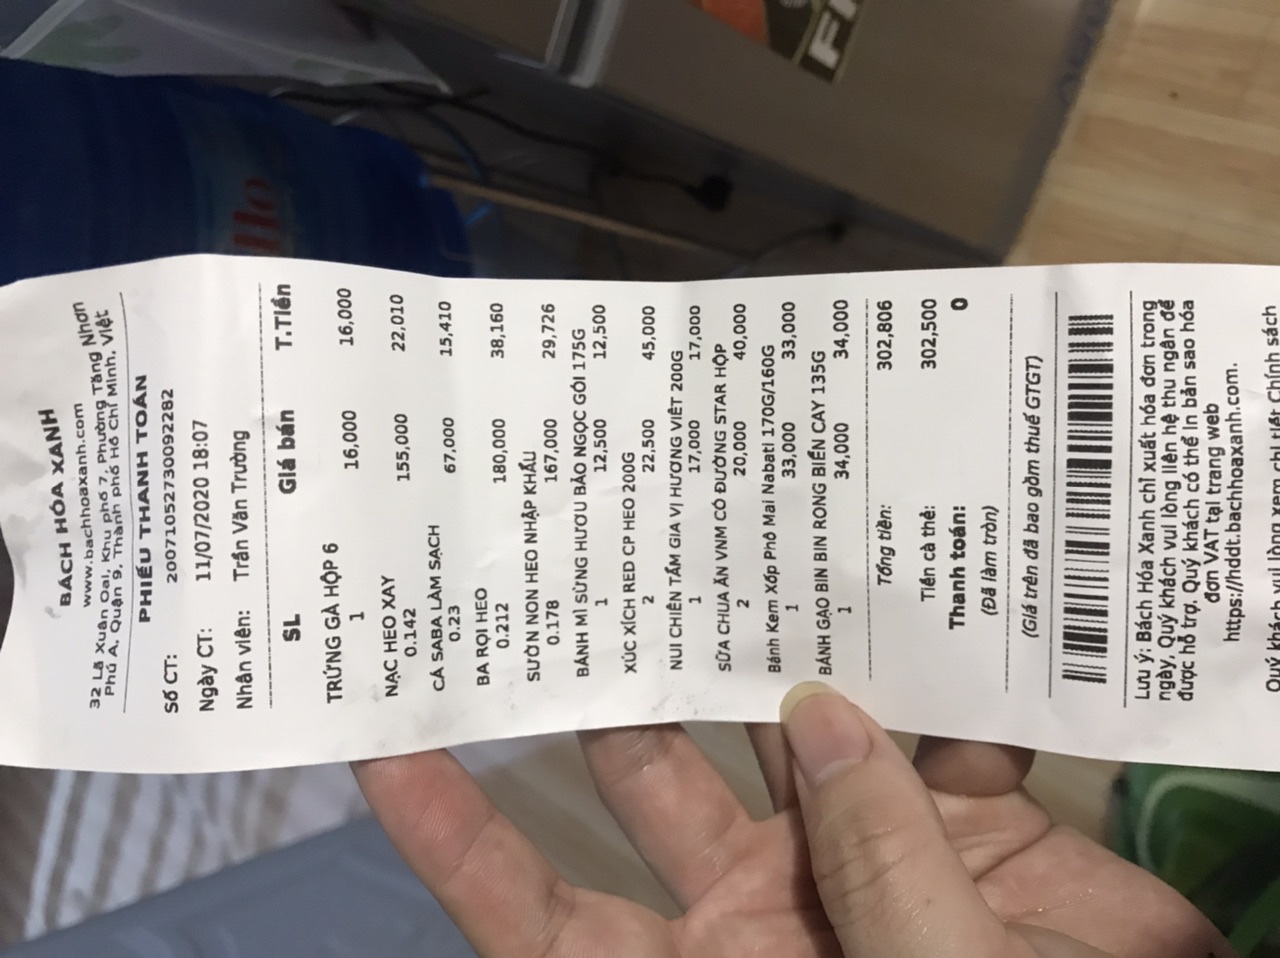 BÁCH HÓA XANH
www.bachhoaxanh.com
32 Lã Xuân Oai, Khu phố 7, Phường Tăng Nhơn
Phú A, Quận 9, Thành phố Hồ Chí Minh, Việt
PHIẾU THANH TOÁN
Số CT: 20071052730092282
Ngày CT: 11/07/2020 18:07
Nhân viên: Trần Văn Trường
SL Giá bán T.Tiền
TRỨNG GÀ HỘP 6
1 16,000 16,000
NẠC HEO XAY
0.142 155,000 22,010
CÁ SABA LÀM SẠCH
0.23 67,000 15,410
BA RỌI HEO
0.212 180,000 38,160
SƯỜN NON HEO NHẬP KHẨU
0.178 167,000 29,726
BÁNH MÌ SỪNG HƯƠU BẢO NGỌC GÓI 175G
1 12,500 12,500
XÚC XÍCH RED CP HEO 200G
2 22,500 45,000
NUI CHIÊN TẨM GIA VỊ HƯƠNG VIỆT 200G
1 17,000 17,000
SỮA CHUA ĂN VNM CÓ ĐƯỜNG STAR HỘP
2 20,000 40,000
Bánh Kem Xốp Phô Mai Nabati 170G/160G
1 33,000 33,000
BÁNH GẠO BIN BIN RONG BIỂN CAY 135G
1 34,000 34,000
Tổng tiền: 302,806
Tiền cà thẻ: 302,500
Thanh toán: 0
(Đã làm tròn)
(Giá trên đã bao gồm thuế GTGT)
Lưu ý: Bách Hóa Xanh chỉ xuất hóa đơn trong
ngày, Quý khách vui lòng liên hệ thu ngân để
được hỗ trợ. Quý khách có thể in bản sao hóa
đơn VAT tại trang web
https://hddt.bachhoaxanh.com.
Quý khách vui lòng xem chi tiết Chính sách